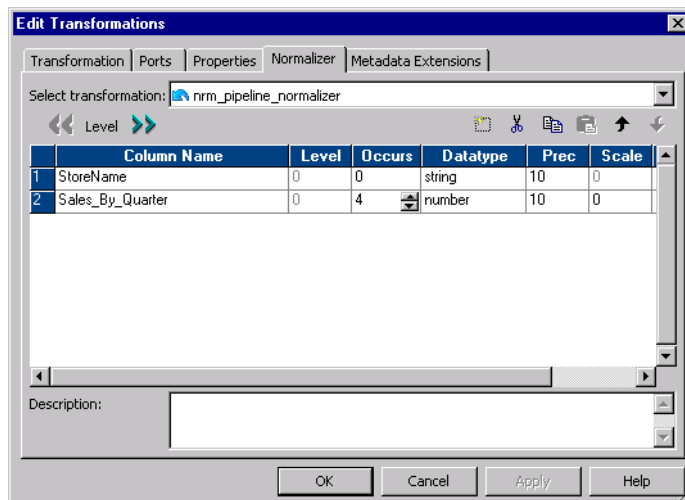 Edit Transformations
Transformation Ports Properties Normalizer Metadata Extensions
Select transformation: nrm_pipeline_normalizer
Level
Column Name Level Occurs Datatype Prec Scale
1 StoreName 0 0 string 10 0
2 Sales_By_Quarter 0 4 number 10 0
Description:
OK Cancel Apply Help